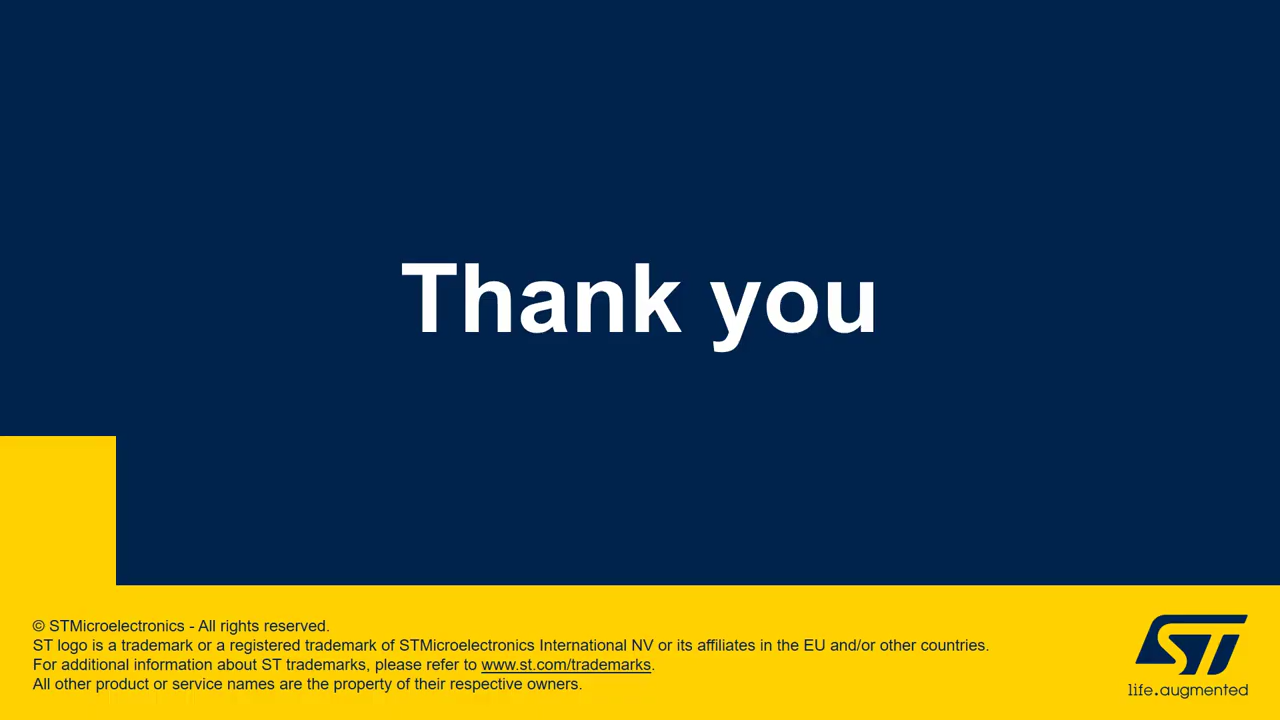 Thank you
© STMicroelectronics - All rights reserved.
ST logo is a trademark or a registered trademark of STMicroelectronics International NV or its affiliates in the EU and/or other countries.
For additional information about ST trademarks, please refer to www.st.com/trademarks.
All other product or service names are the property of their respective owners.
ST
life.augmented